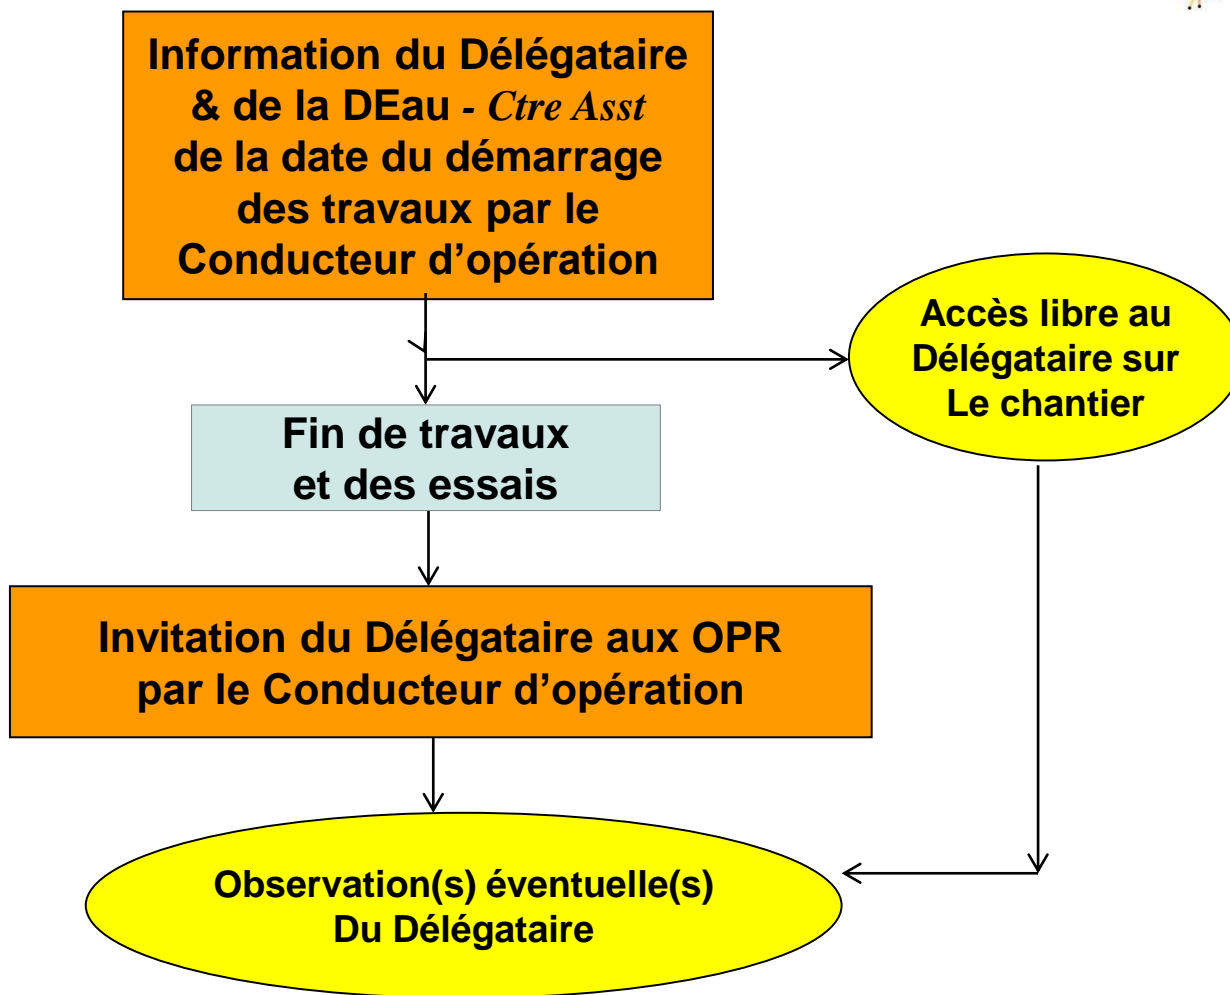 Information du Délégataire
& de la DEau - Ctre Asst
de la date du démarrage
des travaux par le
Conducteur d’opération
Accès libre au
Délégataire sur
Le chantier
Fin de travaux
et des essais
Invitation du Délégataire aux OPR
par le Conducteur d’opération
Observation(s) éventuelle(s)
Du Délégataire